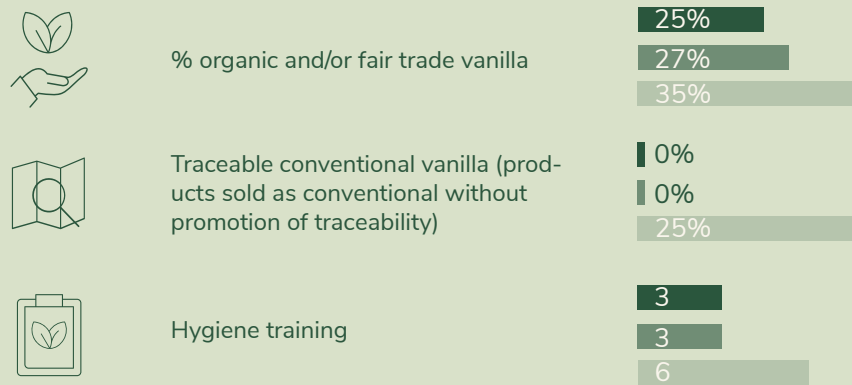 25%
% organic and/or fair trade vanilla
27%
35%
Traceable conventional vanilla (prod-
ucts sold as conventional without
promotion of traceability)
0%
0%
25%
3
Hygiene training
3
6